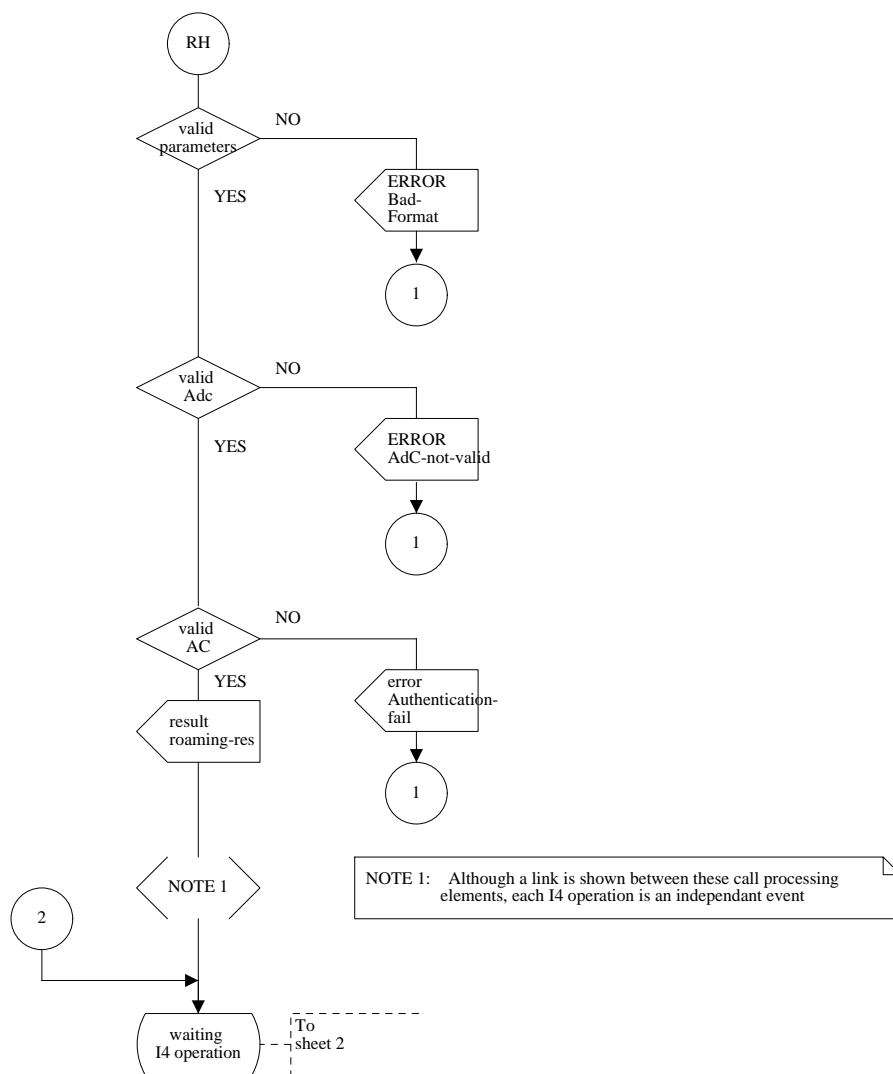 RH
valid
parameters
NO
YES
ERROR
Bad-
Format
1
valid
Adc
NO
YES
ERROR
AdC-not-valid
1
valid
AC
NO
YES
error
Authentication-
fail
result
roaming-res
1
NOTE 1
NOTE 1: Although a link is shown between these call processing
elements, each I4 operation is an independant event
2
waiting
I4 operation
To
sheet 2